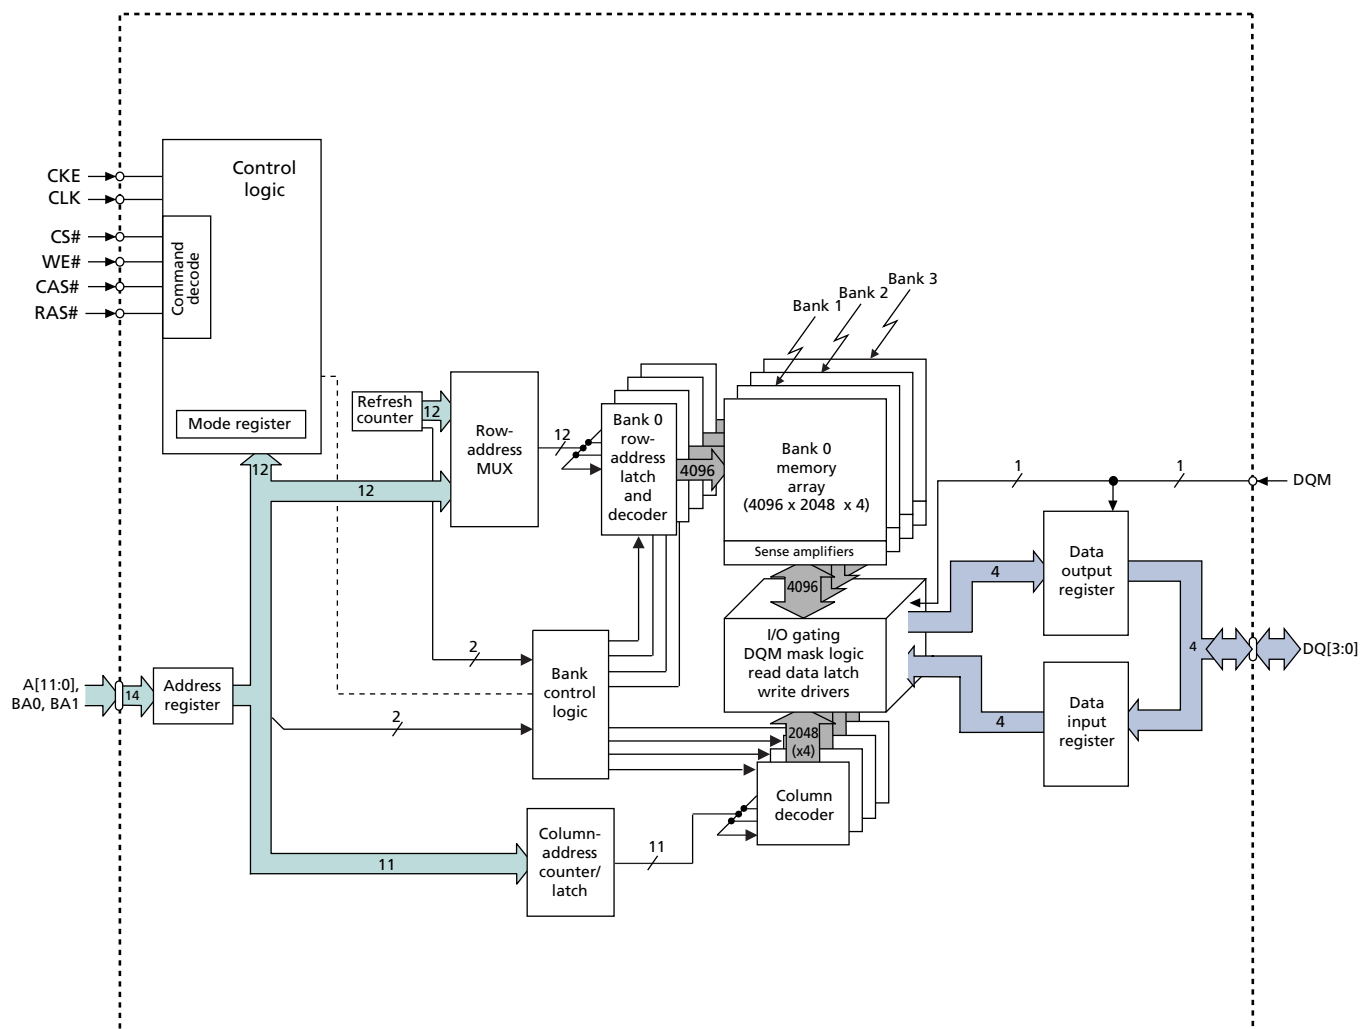 Control
logic
CKE
CLK
CS#
WE#
CAS#
RAS#
Command
decode
Mode register
12
Refresh
counter
12
12
Row-
address
MUX
12
Bank 0
row-
address
latch
and
decoder
4096
Bank 1
Bank 2
Bank 3
Bank 0
memory
array
(4096 x 2048 x 4)
Sense amplifiers
4096
I/O gating
DQM mask logic
read data latch
write drivers
1
1
DQM
4
Data
output
register
4
DQ[3:0]
Data
input
register
4
A[11:0],
BA0, BA1
14
Address
register
2
2
Bank
control
logic
2048
(x4)
Column
decoder
11
Column-
address
counter/
latch
11